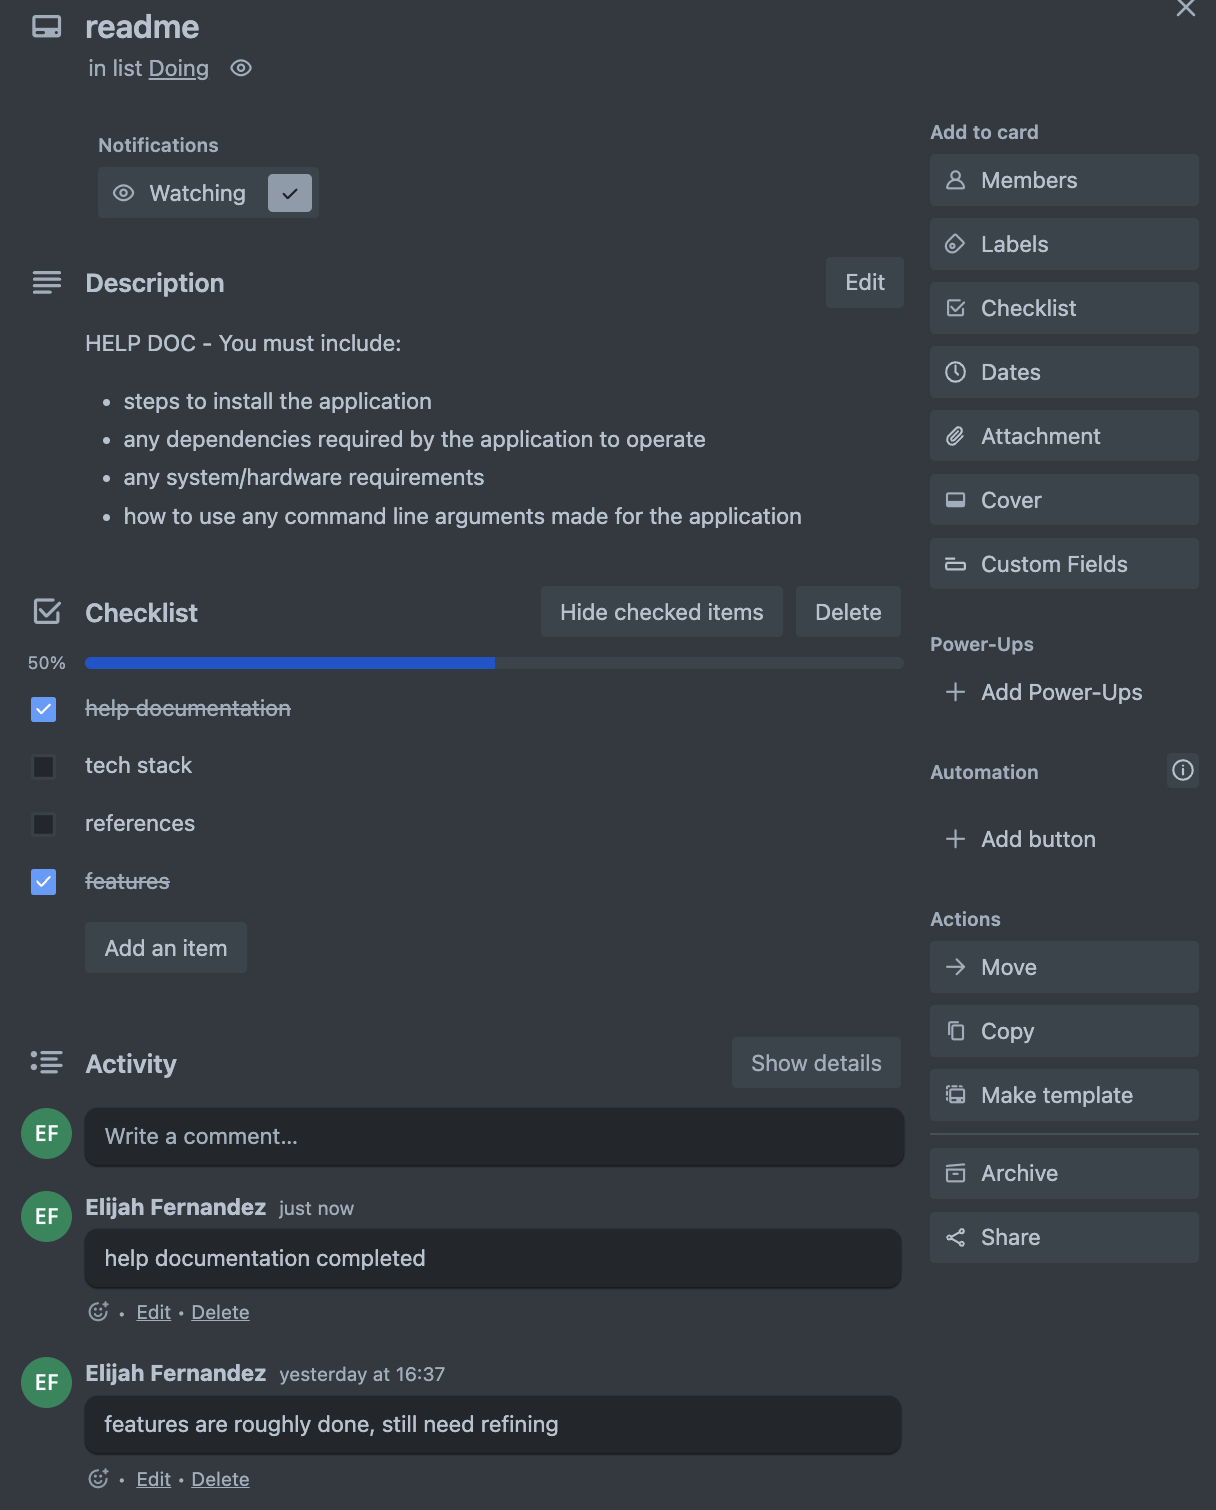 readme
in list Doing
Notifications
Watching
Description
Edit
HELP DOC - You must include:
• steps to install the application
• any dependencies required by the application to operate
• any system/hardware requirements
• how to use any command line arguments made for the application
Checklist
Hide checked items
Delete
50%
help documentation
tech stack
references
features
Add an item
Activity
Show details
EF
Write a comment...
EF
Elijah Fernandez just now
help documentation completed
• Edit • Delete
EF
Elijah Fernandez yesterday at 16:37
features are roughly done, still need refining
• Edit • Delete
Add to card
Members
Labels
Checklist
Dates
Attachment
Cover
Custom Fields
Power-Ups
Add Power-Ups
Automation
Add button
Actions
Move
Copy
Make template
Archive
Share